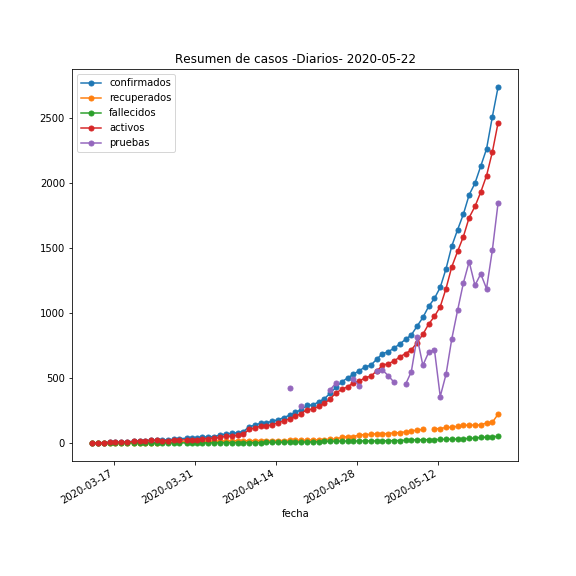 Resumen de casos -Diarios- 2020-05-22
confirmados
recuperados
fallecidos
activos
pruebas
2500
2000
1500
1000
500
0
2020-03-17
2020-03-31
2020-04-14
2020-04-28
2020-05-12
fecha